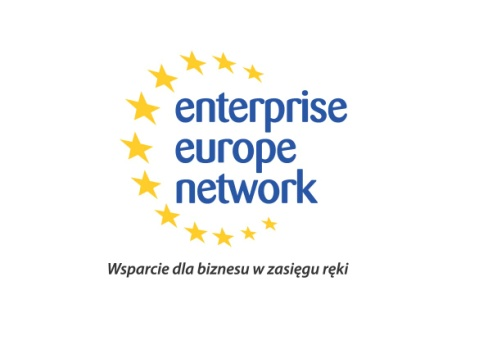 enterprise
europe
network
Wsparcie dla biznesu w zasięgu ręki